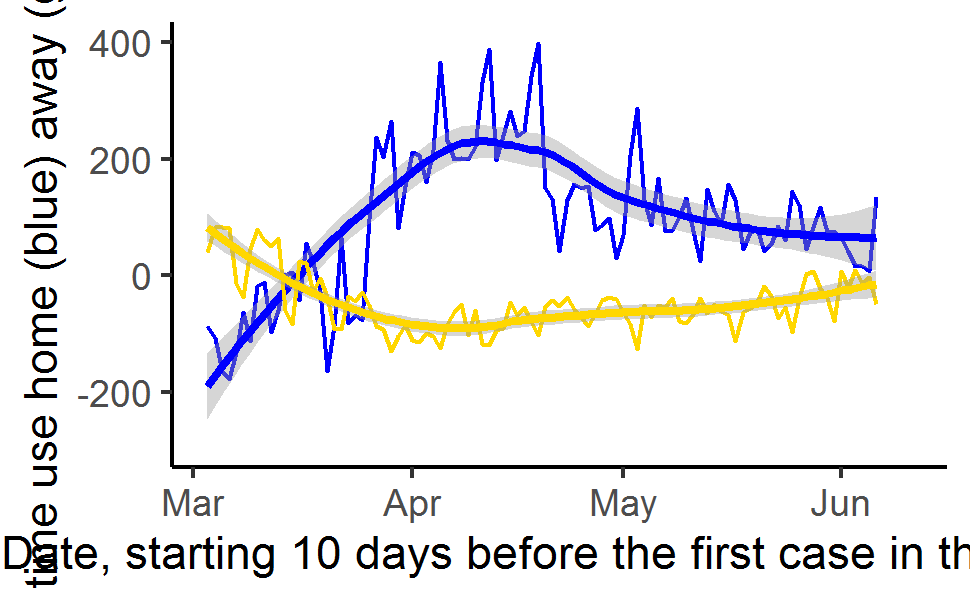 time use home (blue) away (
400
200
0
-200
Mar Apr May Jun
Date, starting 10 days before the first case in th